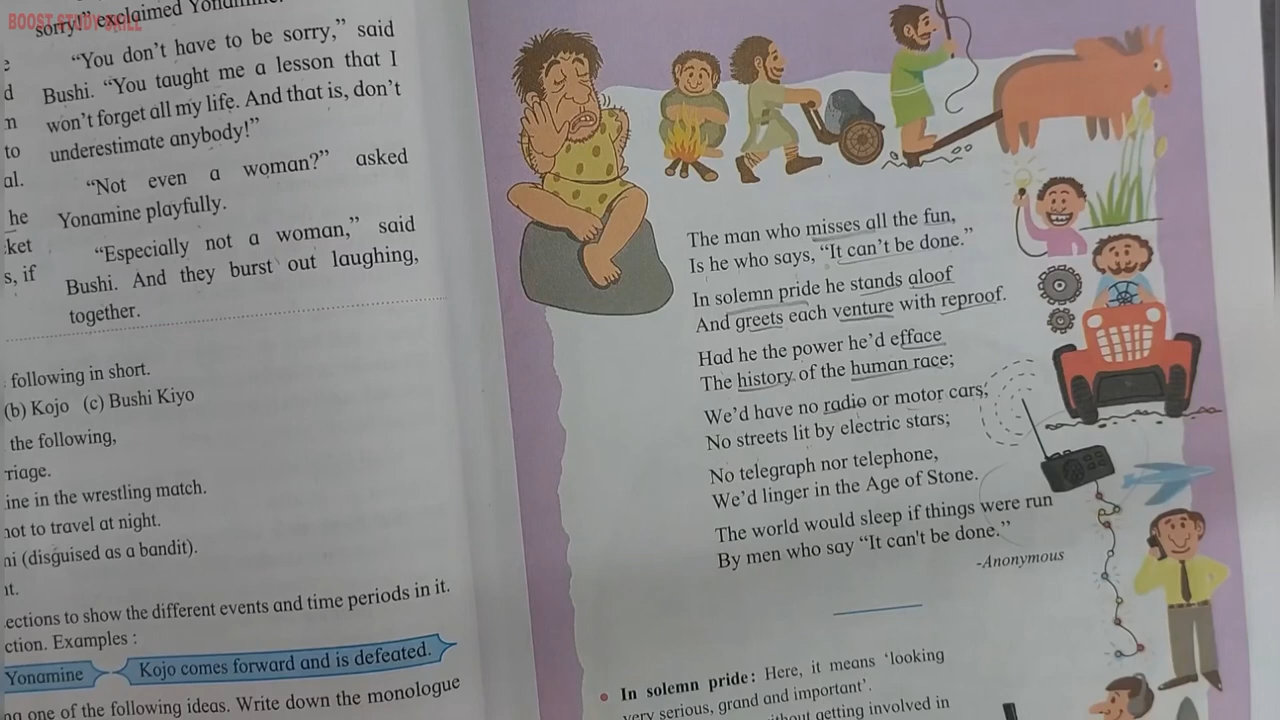 BOOST STUDY SKILL
sorry!” exclaimed Yonamine.
“You don’t have to be sorry,” said
Bushi. “You taught me a lesson that I
won’t forget all my life. And that is, don’t
underestimate anybody!”
“Not even a woman?” asked
Yonamine playfully.
“Especially not a woman,” said
Bushi. And they burst out laughing,
together.
to
al.
he
s, if
following in short.
(b) Kojo (c) Bushi Kiyo
the following,
in the wrestling match.
not to travel at night.
(disguised as a bandit).
to show the different events and time periods in it.
Examples :
Yonamine
Kojo comes forward and is defeated.
one of the following ideas. Write down the monologue
The man who misses all the fun,
Is he who says, “It can’t be done.”
In solemn pride he stands aloof
And greets each venture with reproof.
Had he the power he’d efface
The history of the human race;
We’d have no radio or motor cars,
No streets lit by electric stars;
No telegraph nor telephone,
We’d linger in the Age of Stone.
The world would sleep if things were run
By men who say “It can't be done.”
-Anonymous
• In solemn pride: Here, it means ‘looking
very serious, grand and important’.
getting involved in